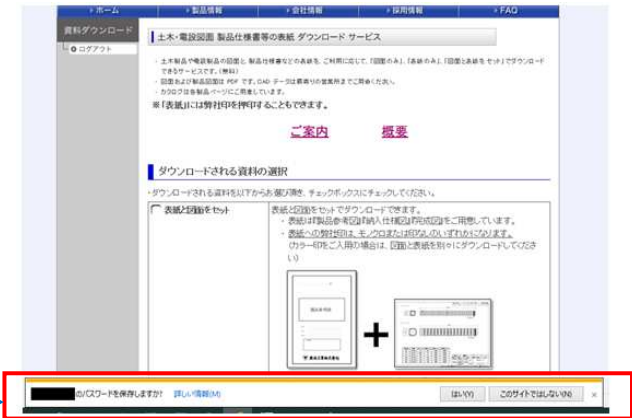 ホーム 製品情報 会社情報 採用情報 FAQ
資料ダウンロード
ログアウト
土木・電設図面 製品仕様書等の表紙 ダウンロード サービス
・土木製品や電設製品の図面と製品仕様書などの表紙を、ご利用に応じて、「図面のみ」、「表紙のみ」、「図面と表紙をセット」でダウンロード
できるサービスです。(無料)
・図面および製品図面は PDF です。CAD データは最寄りの営業所までご用命ください。
・カタログは各製品ページにご用意しています。
※「表紙」には弊社印を押印することもできます。
ご案内 概要
ダウンロードされる資料の選択
・ダウンロードされる資料を以下からお選び頂き、チェックボックスにチェックしてください。
表紙と図面をセット
表紙と図面をセットでダウンロードできます。
・表紙は『製品参考図』『納入仕様図』『完成図』をご用意しています。
・表紙への弊社印は、モノクロまたは印なしのいずれかになります。
(カラー印をご入用の場合は、図面と表紙を別々にダウンロードしてくださ
い)
+
のパスワードを保存しますか? 詳しい情報(M) はい(Y) このサイトではしない(N) ×